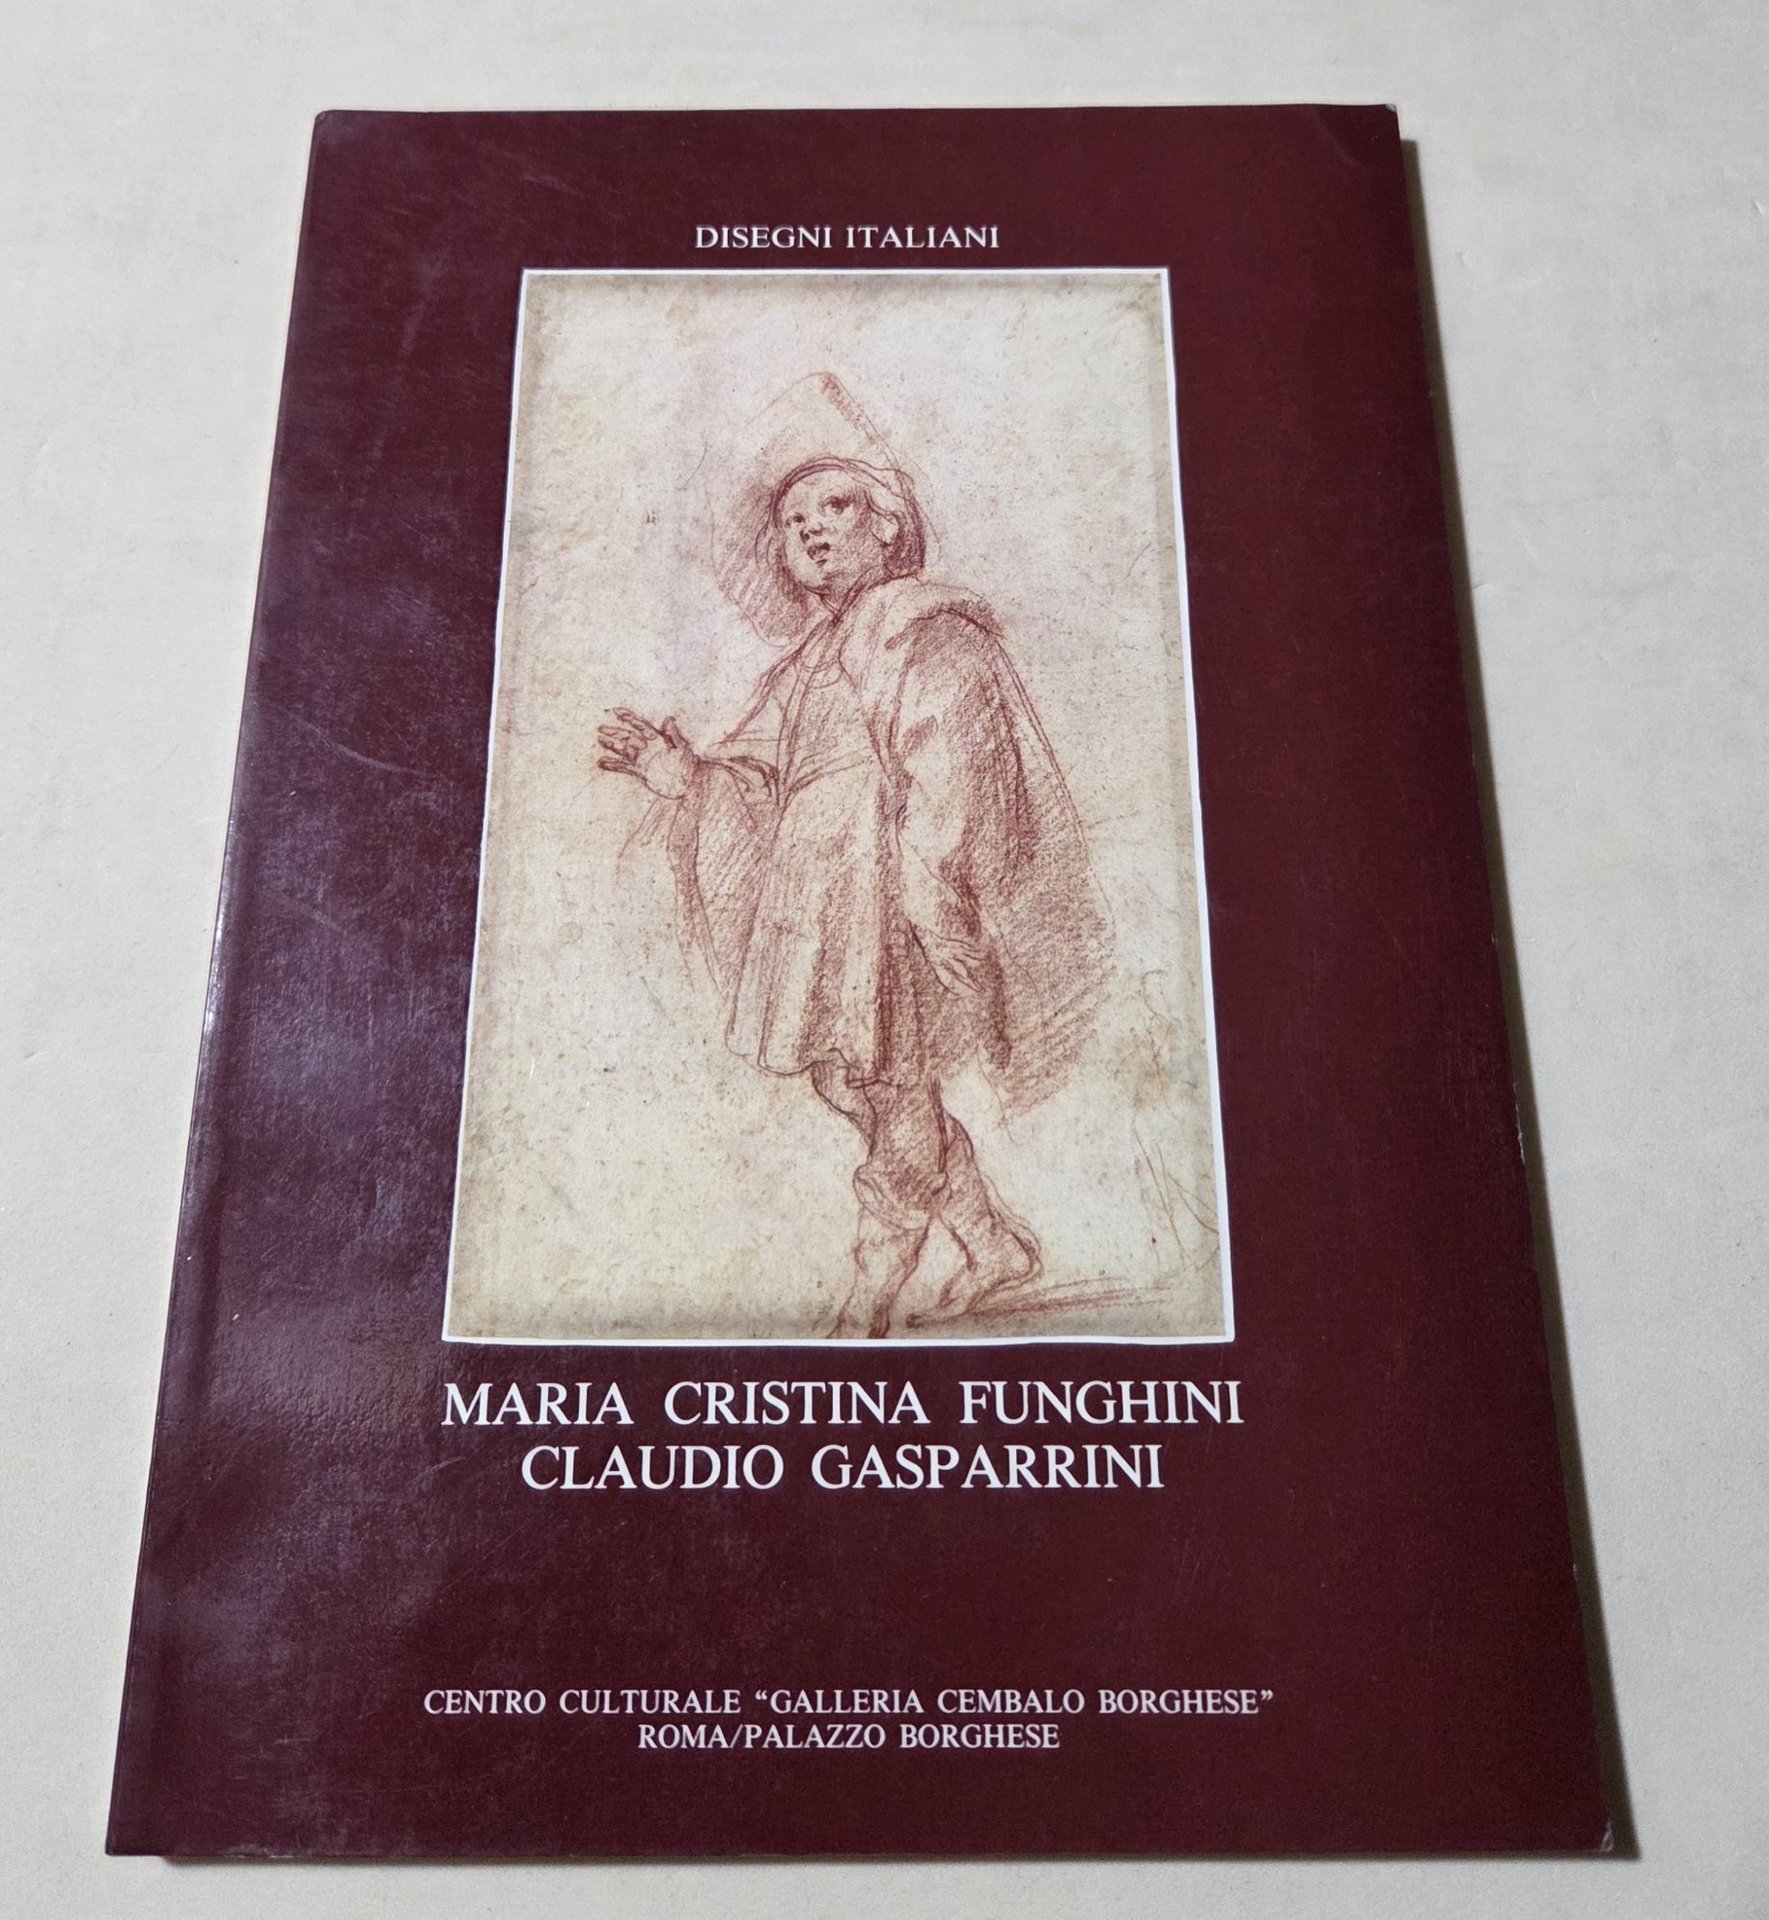 DISEGNI ITALIANI
MARIA CRISTINA FUNGHINI
CLAUDIO GASPARRINI
CENTRO CULTURALE “GALLERIA CEMBALO BORGHESE”
ROMA/PALAZZO BORGHESE